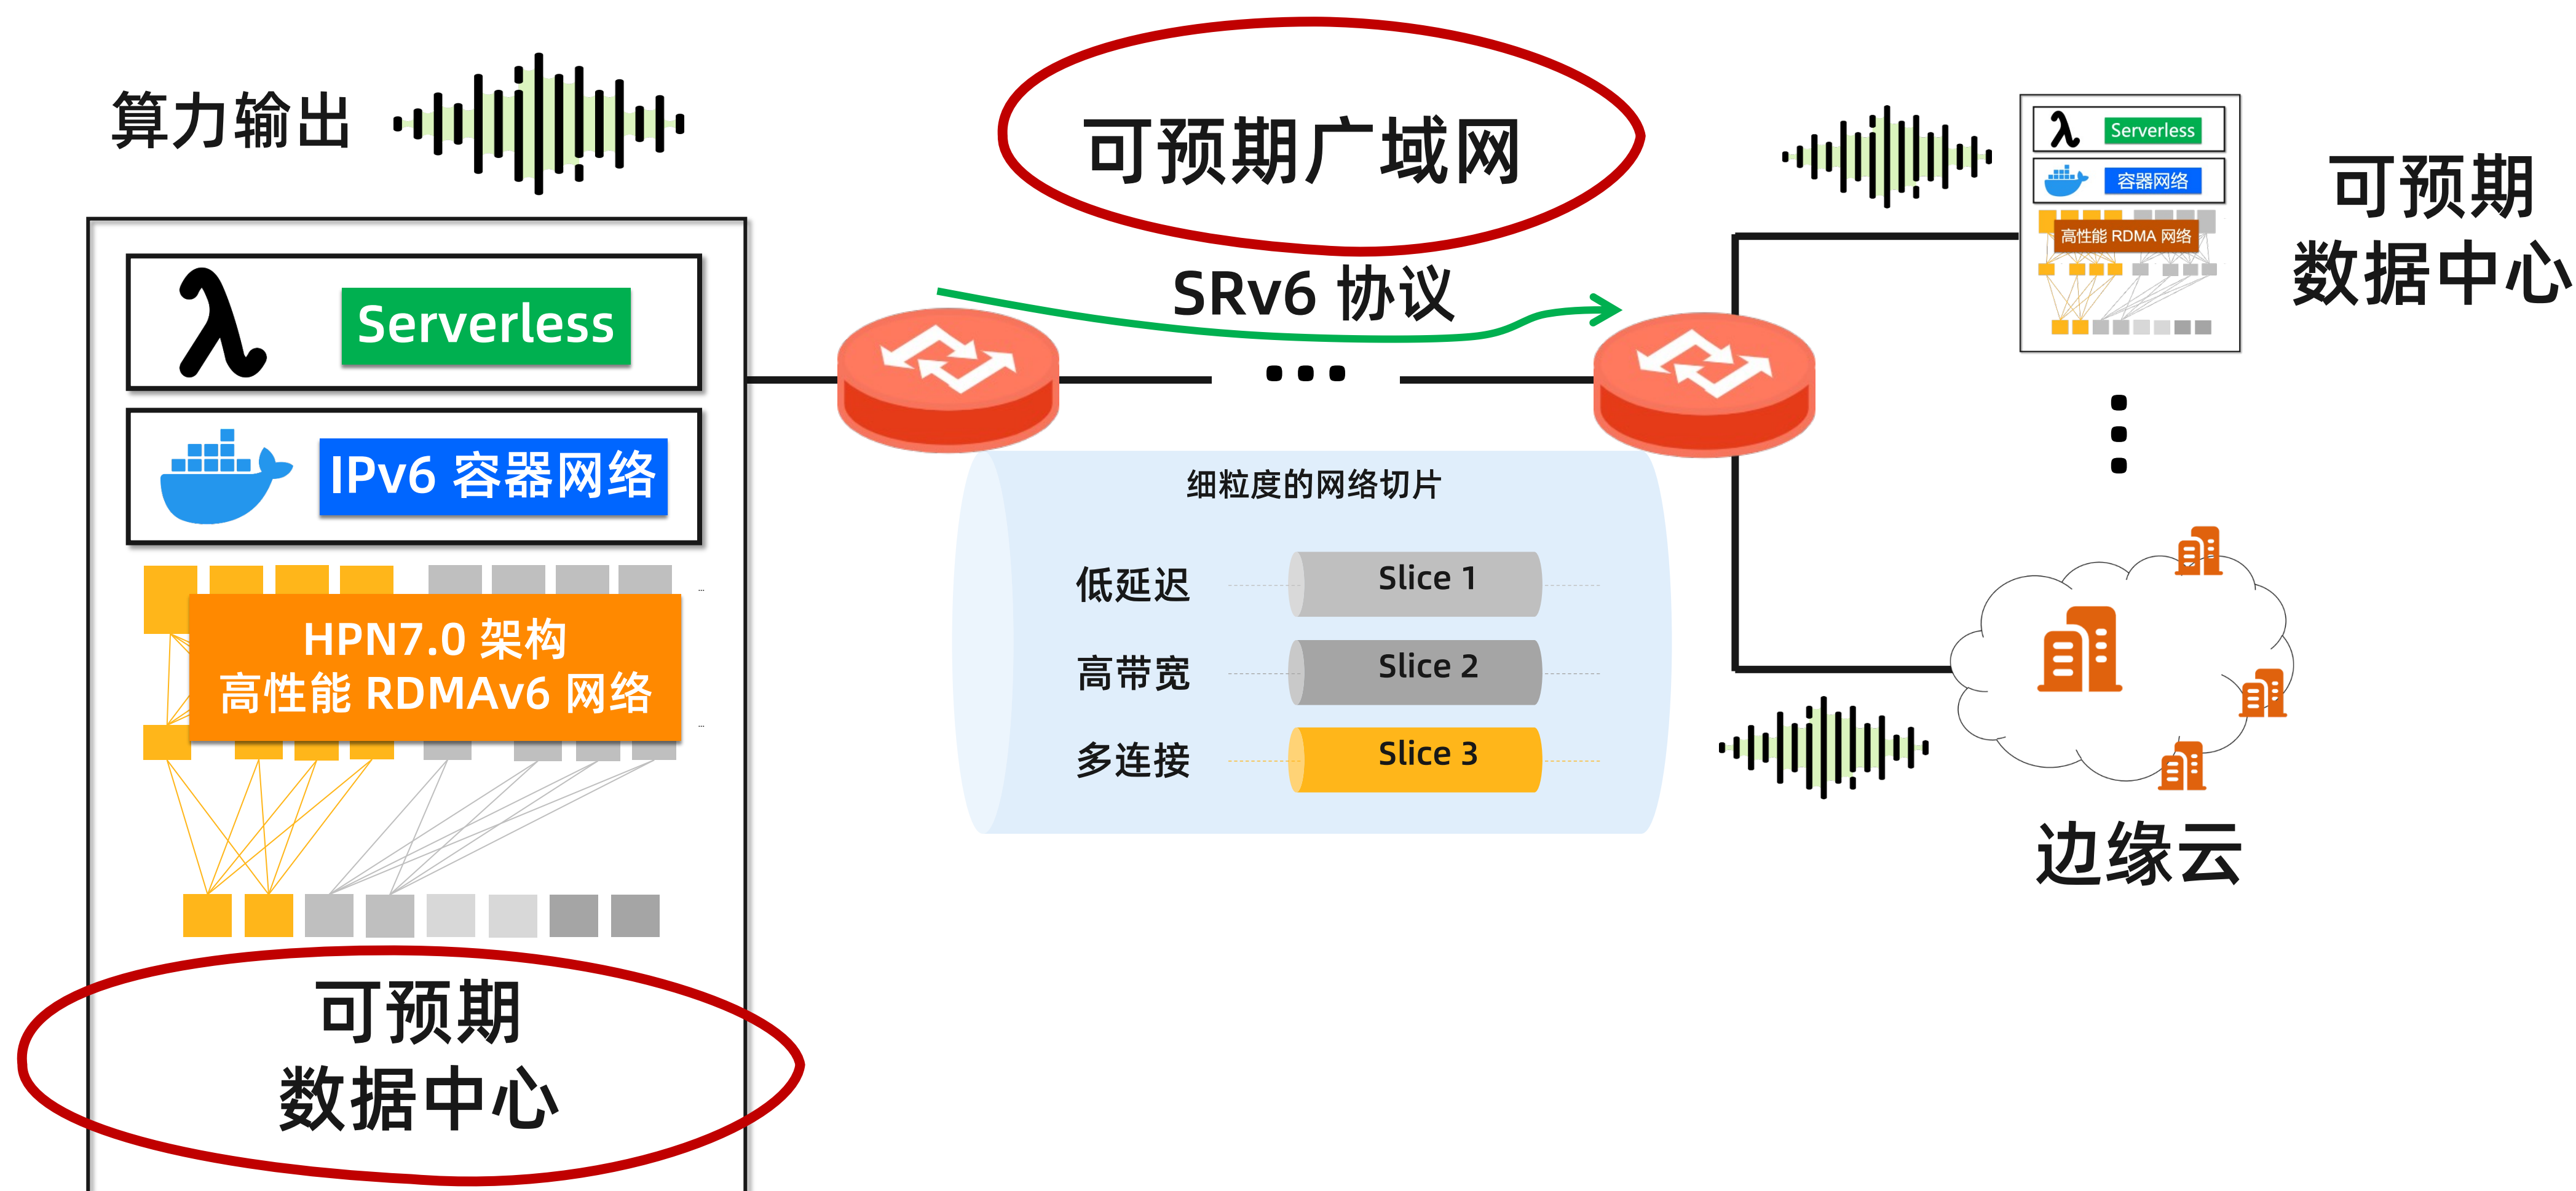 算力输出
Serverless
IPv6 容器网络
HPN7.0 架构
高性能 RDMAv6 网络
可预期
数据中心
可预期广域网
SRv6 协议
细粒度的网络切片
低延迟 Slice 1
高带宽 Slice 2
多连接 Slice 3
Serverless
容器网络
高性能 RDMA 网络
可预期
数据中心
边缘云